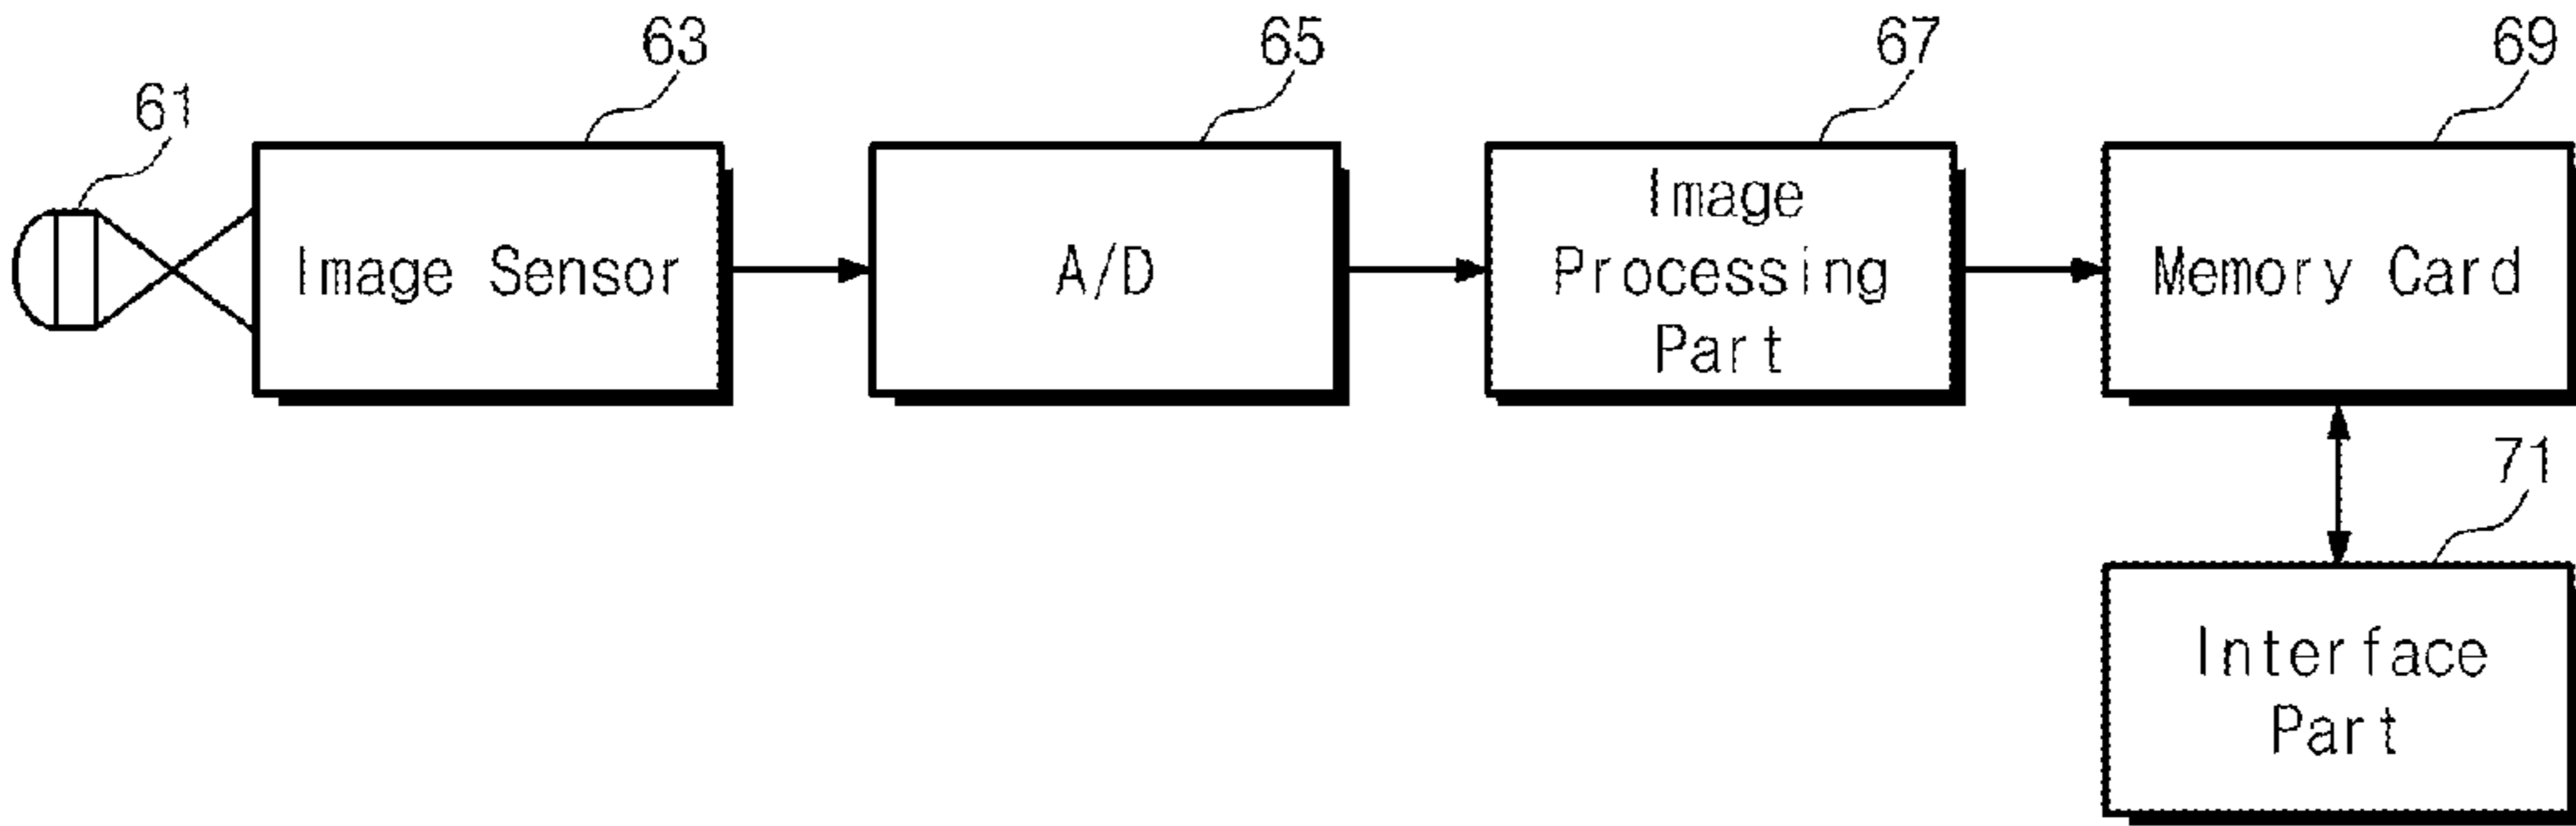 61
63
65
67
69
Image Sensor
A/D
Image
Processing
Part
Memory Card
71
Interface
Part